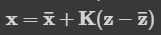 x = x̄ + K(z − z̄)